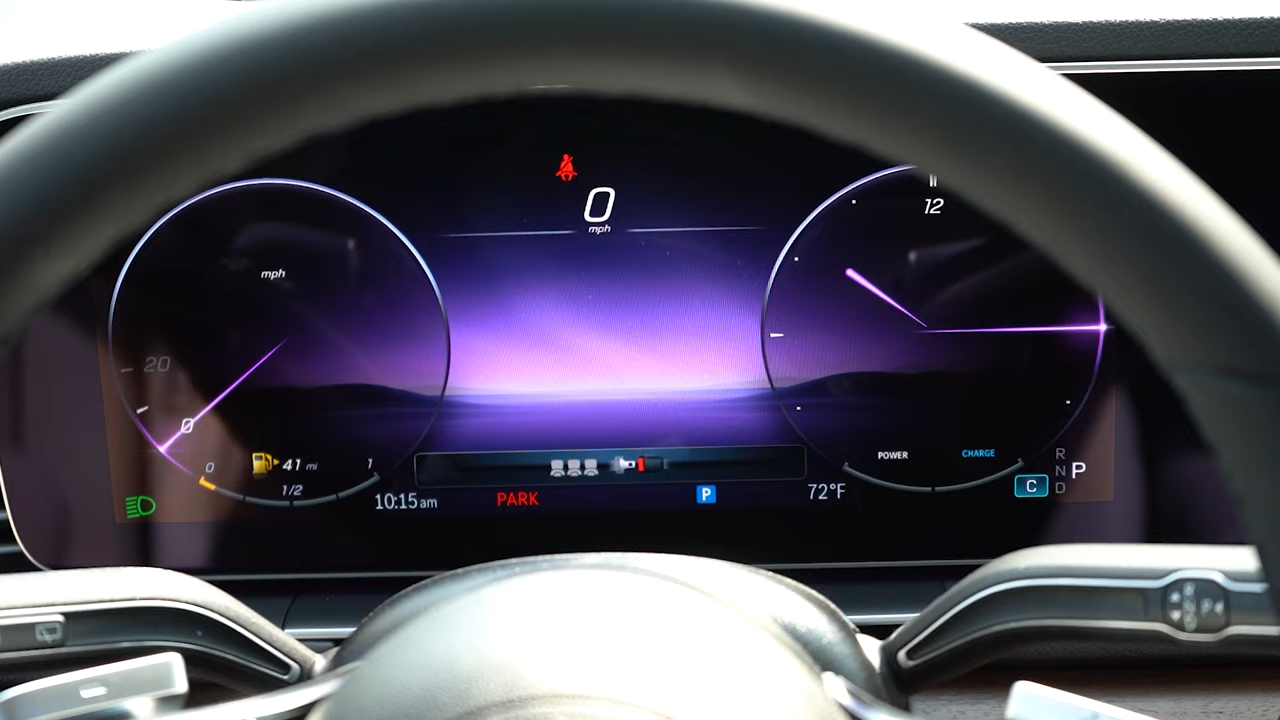 0
mph
12
mph
20
0
0
41 mi
1
1/2
POWER
CHARGE
R
N
D
P
C
10:15 am
PARK
P
72°F
P